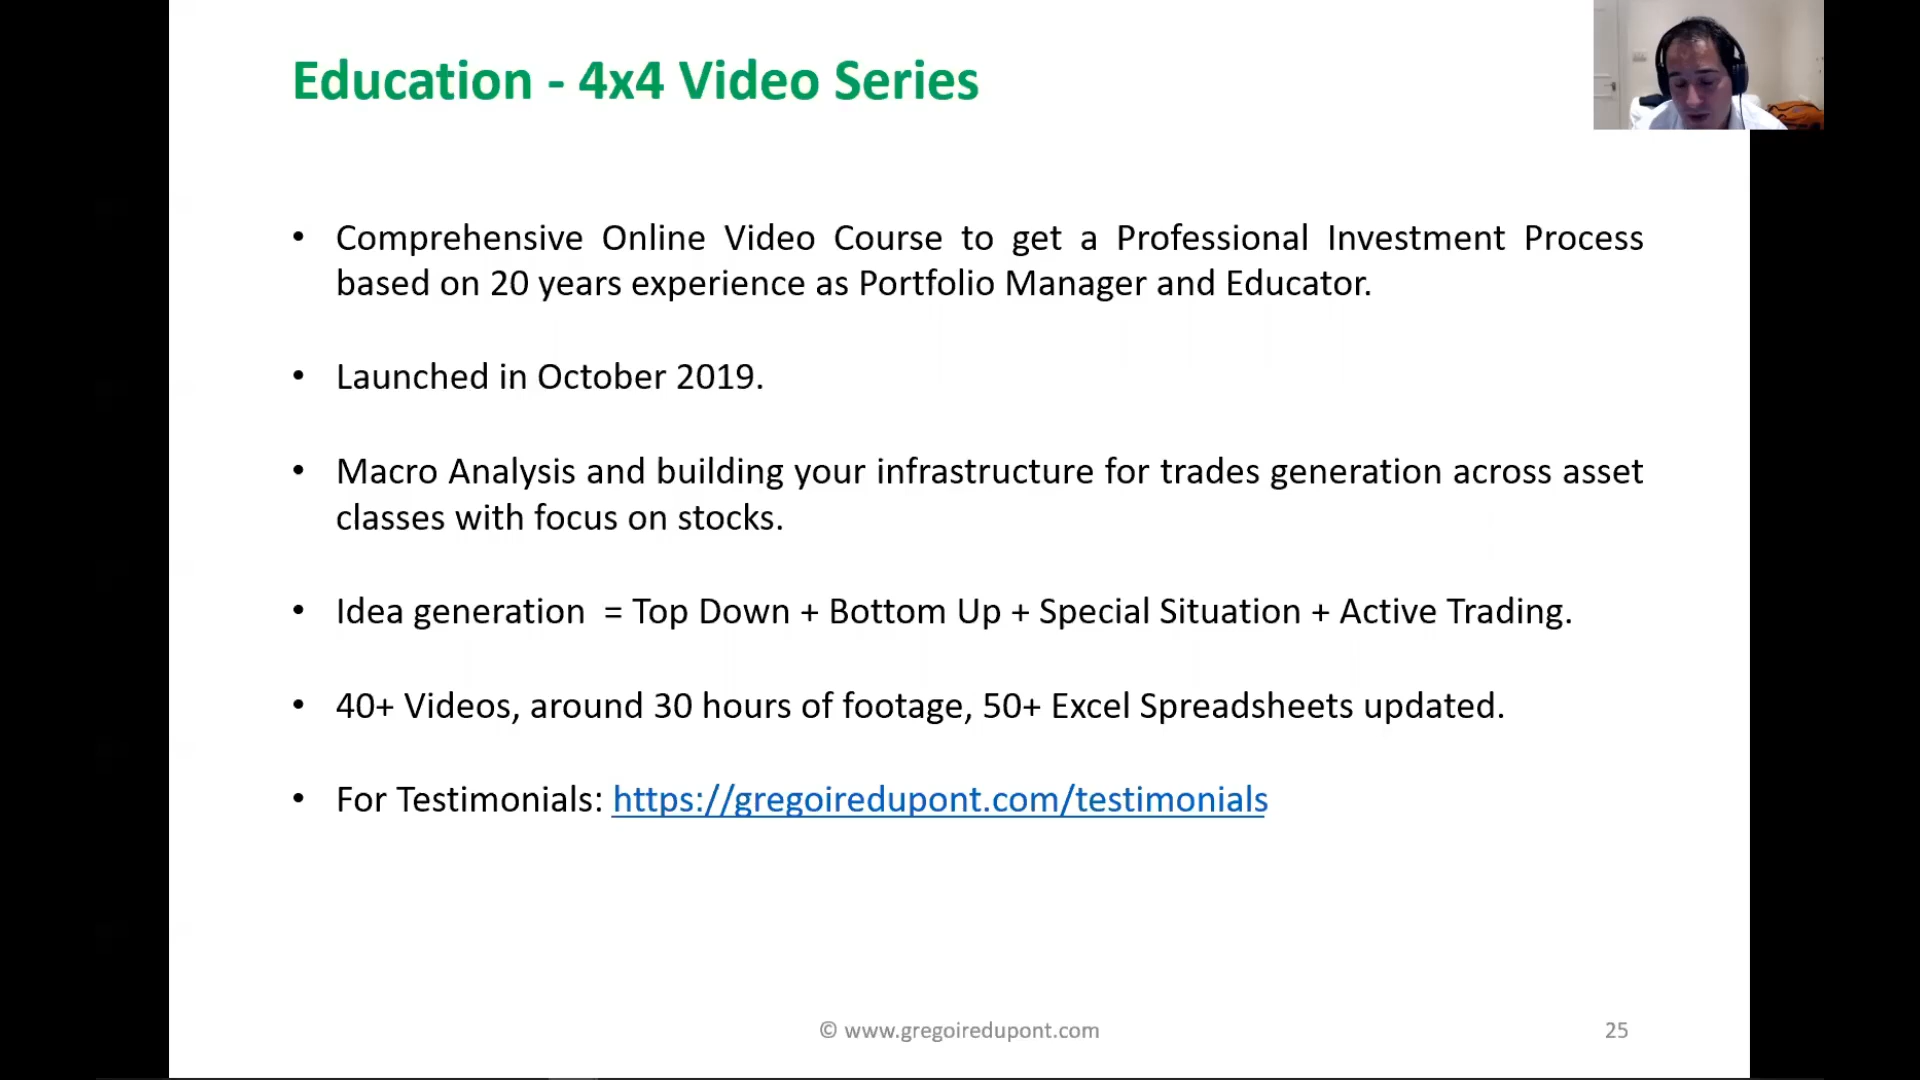 Education - 4x4 Video Series
• Comprehensive Online Video Course to get a Professional Investment Process
based on 20 years experience as Portfolio Manager and Educator.
• Launched in October 2019.
• Macro Analysis and building your infrastructure for trades generation across asset
classes with focus on stocks.
• Idea generation  = Top Down + Bottom Up + Special Situation + Active Trading.
• 40+ Videos, around 30 hours of footage, 50+ Excel Spreadsheets updated.
• For Testimonials: https://gregoiredupont.com/testimonials
© www.gregoiredupont.com
25